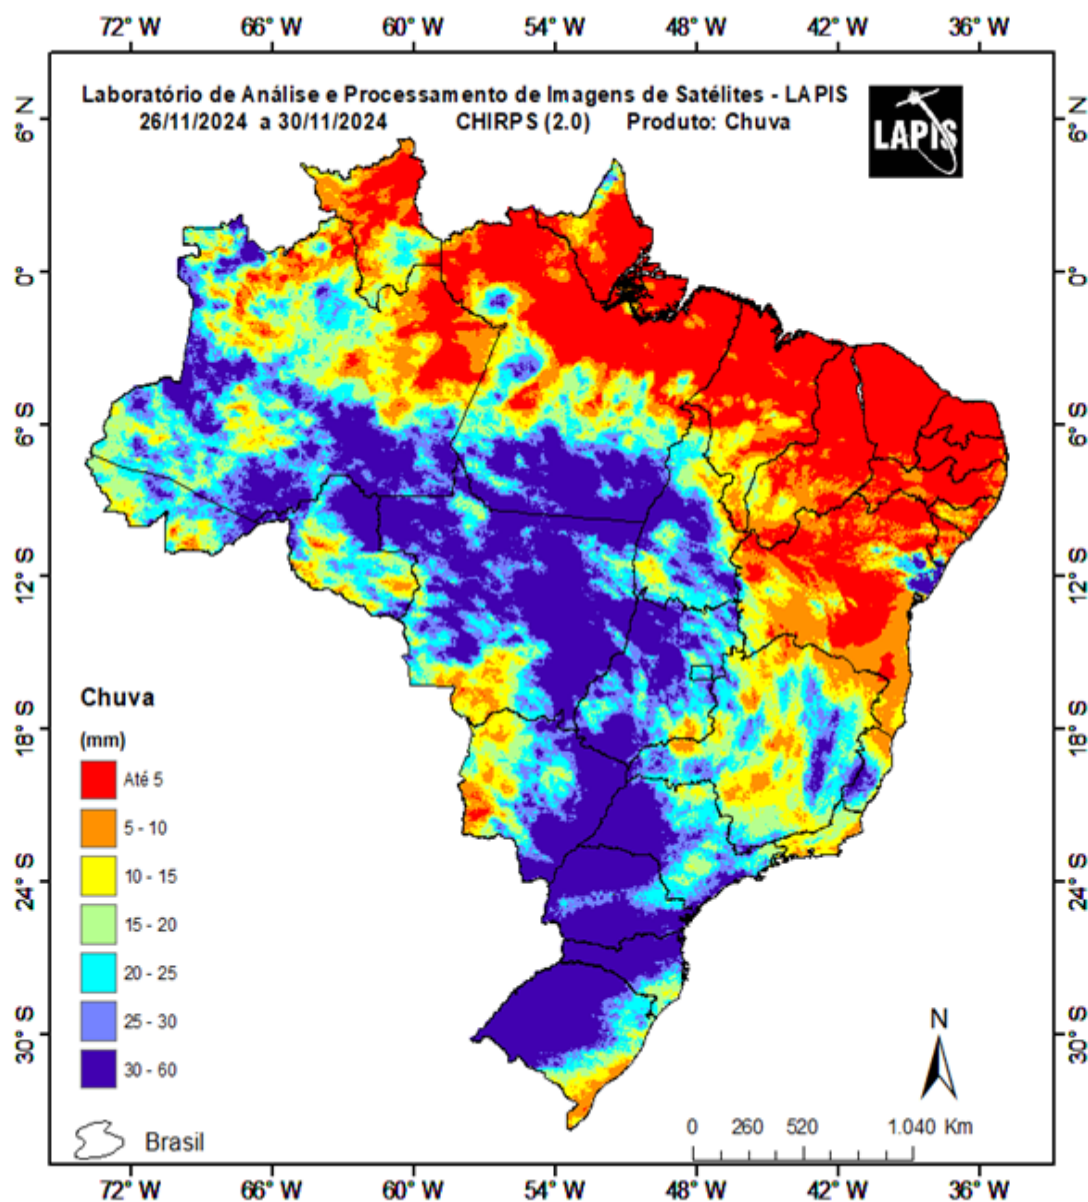 72° W 66° W 60° W 54° W 48° W 42° W 36° W
Laboratório de Análise e Processamento de Imagens de Satélites - LAPIS
26/11/2024 a 30/11/2024 CHIRPS (2.0) Produto: Chuva
LAPIS
6° N
0°
6° S
12° S
18° S
24° S
30° S
6° N
0°
6° S
12° S
18° S
24° S
30° S
Chuva
(mm)
Até 5
5 - 10
10 - 15
15 - 20
20 - 25
25 - 30
30 - 60
Brasil
N
0 260 520 1.040 Km
72° W 66° W 60° W 54° W 48° W 42° W 36° W